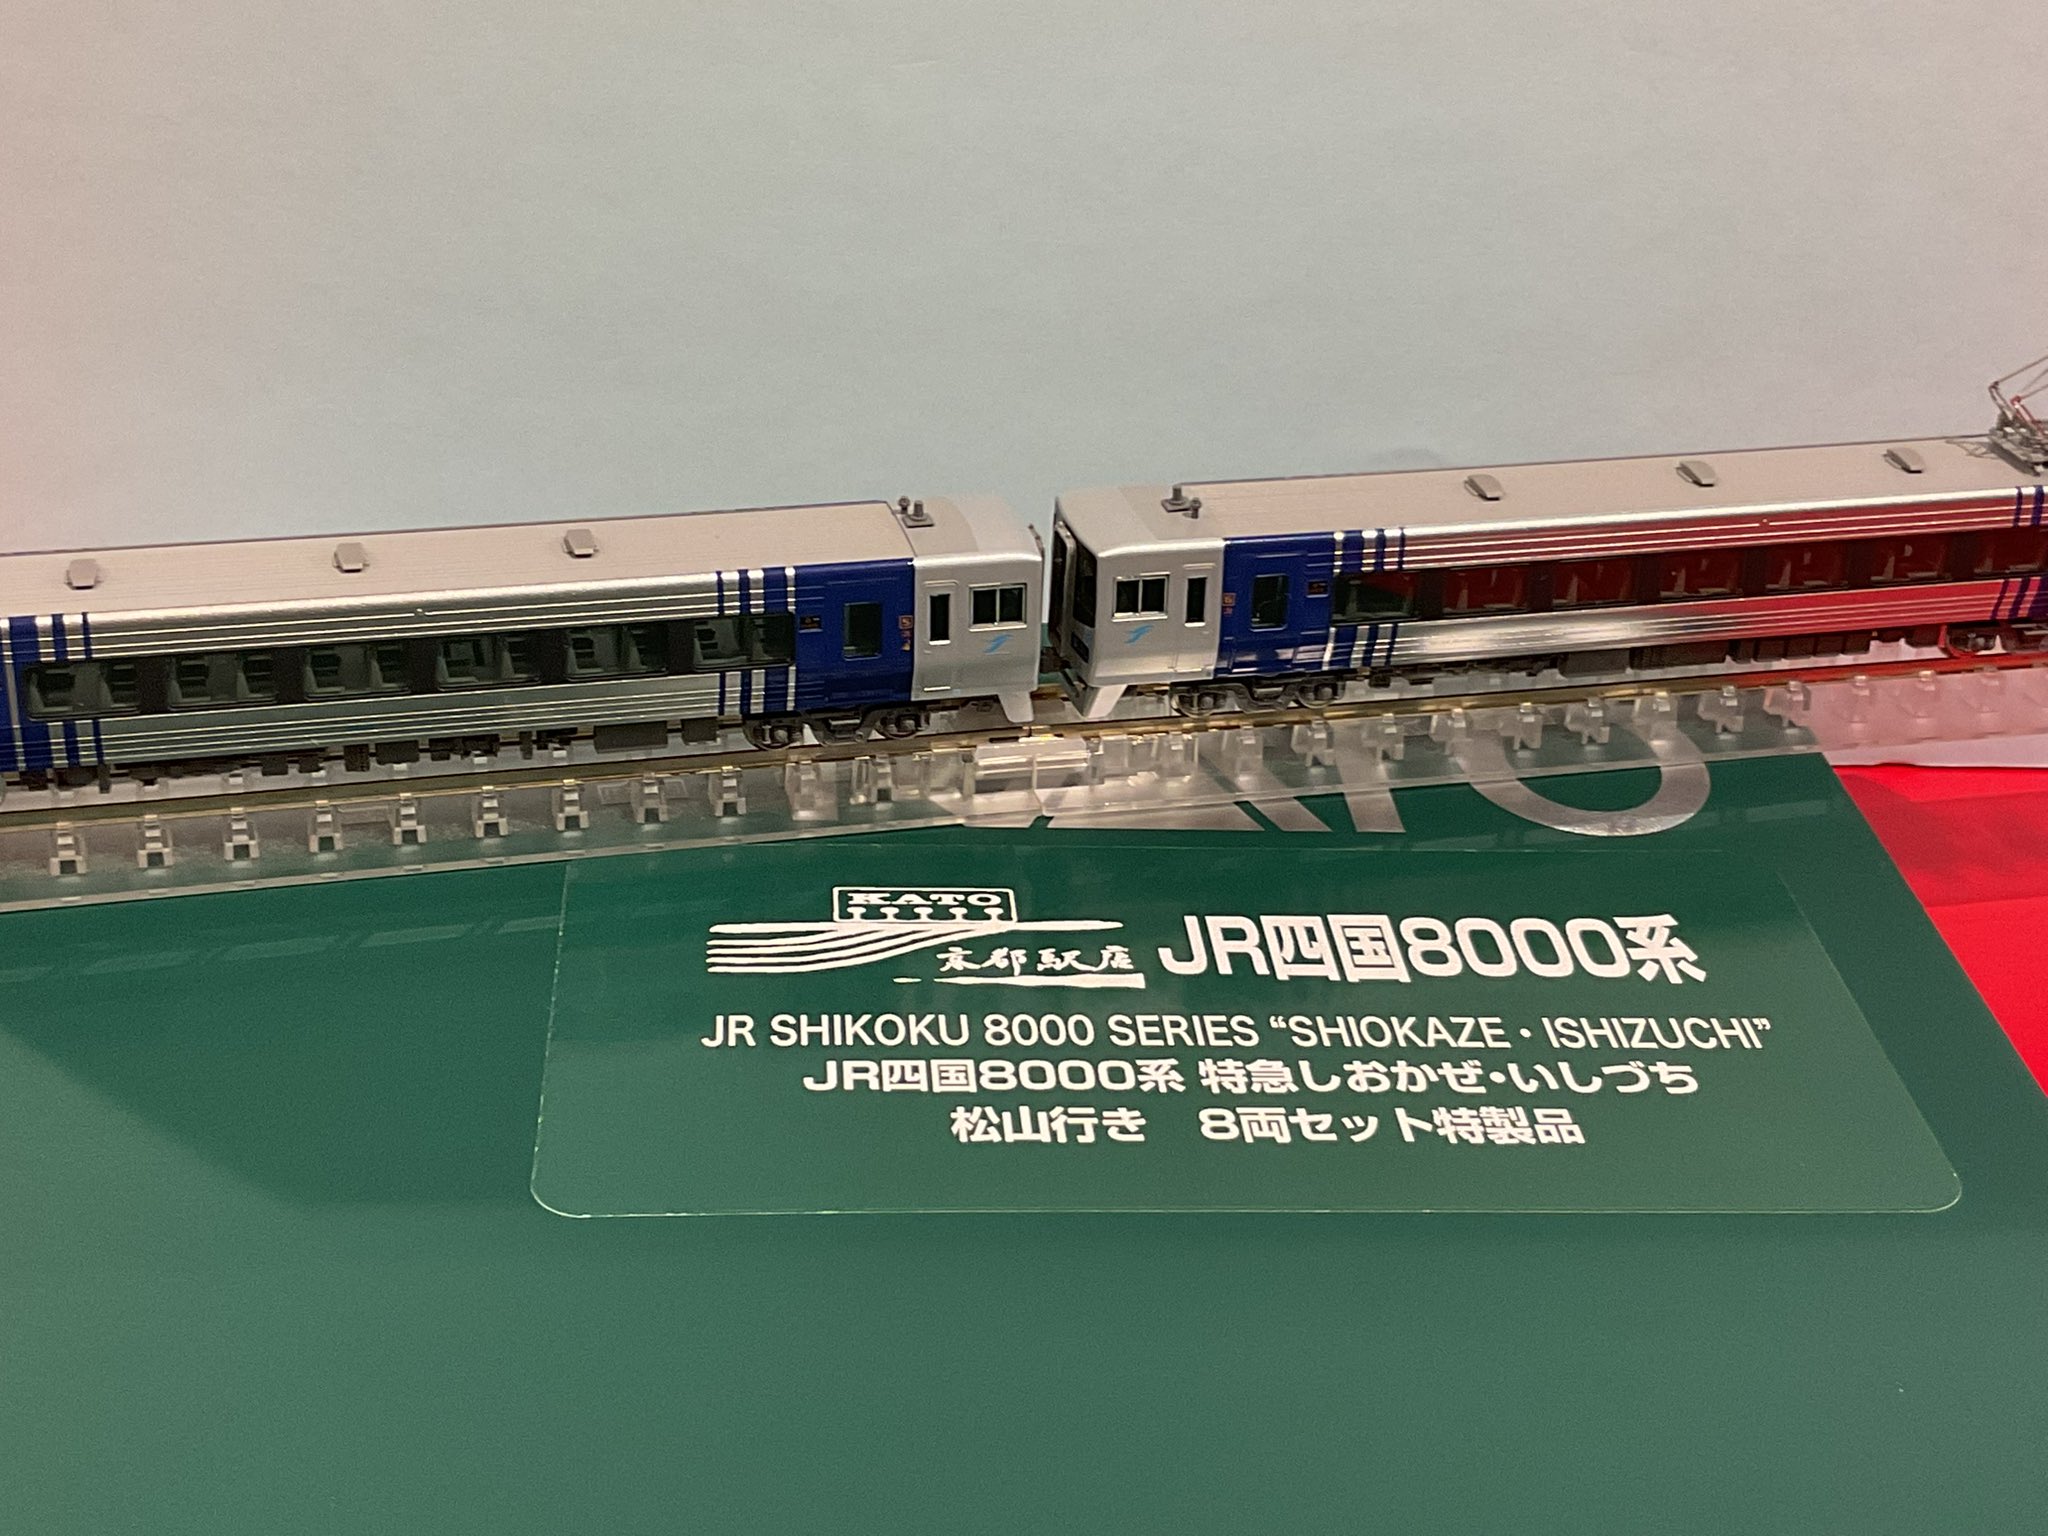 KATO
京都駅店
JR四国8000系
JR SHIKOKU 8000 SERIES “SHIOKAZE・ISHIZUCHI”
JR四国8000系 特急しおかぜ・いしづち
松山行き 8両セット特製品